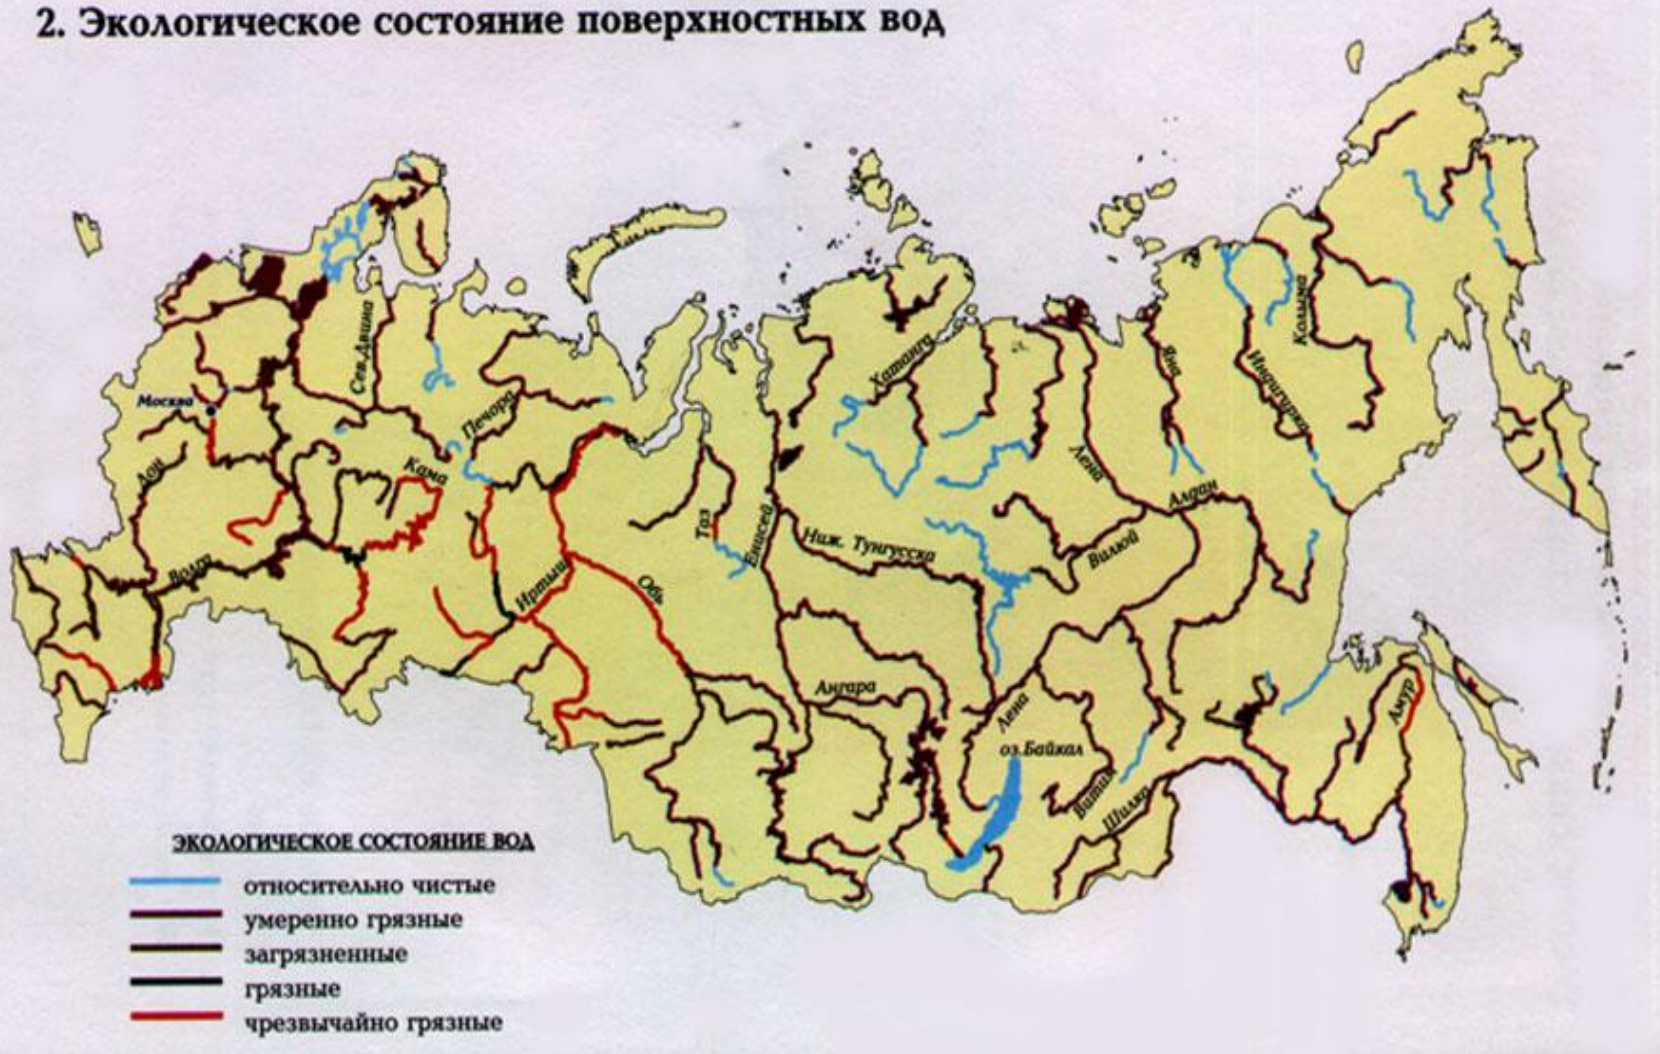 2. Экологическое состояние поверхностных вод
Сев.Двина
Колыма
Хатанга
Яна
Индигирка
Москва
Печора
Дон
Кама
Лена
Алдан
Таз
Енисей
Ниж. Тунгусска
Вилюй
Волга
Иртыш
Обь
Ангара
Лена
Амур
оз.Байкал
Витим
Шилка
ЭКОЛОГИЧЕСКОЕ СОСТОЯНИЕ ВОД
относительно чистые
умеренно грязные
загрязненные
грязные
чрезвычайно грязные